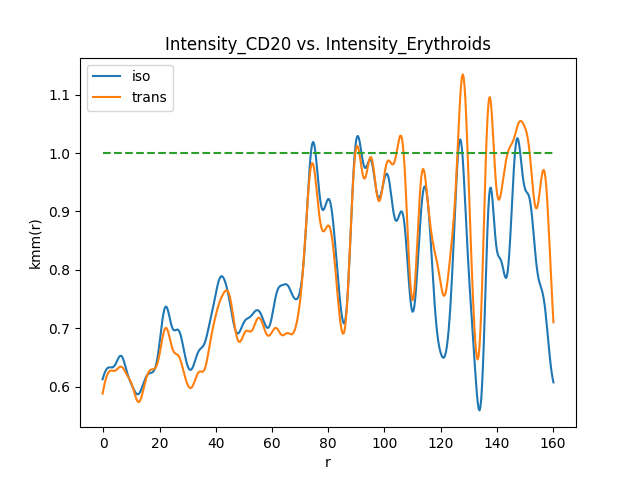 Intensity_CD20 vs. Intensity_Erythroids
iso
trans
kmm(r)
1.1
1.0
0.9
0.8
0.7
0.6
0 20 40 60 80 100 120 140 160
r